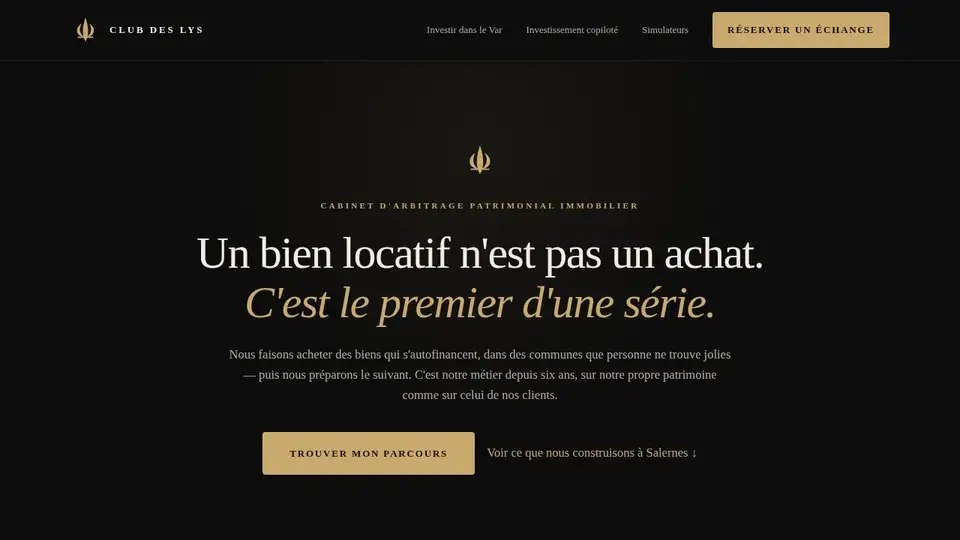 CLUB DES LYS
Investir dans le Var
Investissement copiloté
Simulateurs
RÉSERVER UN ÉCHANGE
CABINET D'ARBITRAGE PATRIMONIAL IMMOBILIER
Un bien locatif n'est pas un achat.
C'est le premier d'une série.
Nous faisons acheter des biens qui s'autofinancent, dans des communes que personne ne trouve jolies
— puis nous préparons le suivant. C'est notre métier depuis six ans, sur notre propre patrimoine
comme sur celui de nos clients.
TROUVER MON PARCOURS
Voir ce que nous construisons à Salernes ↓